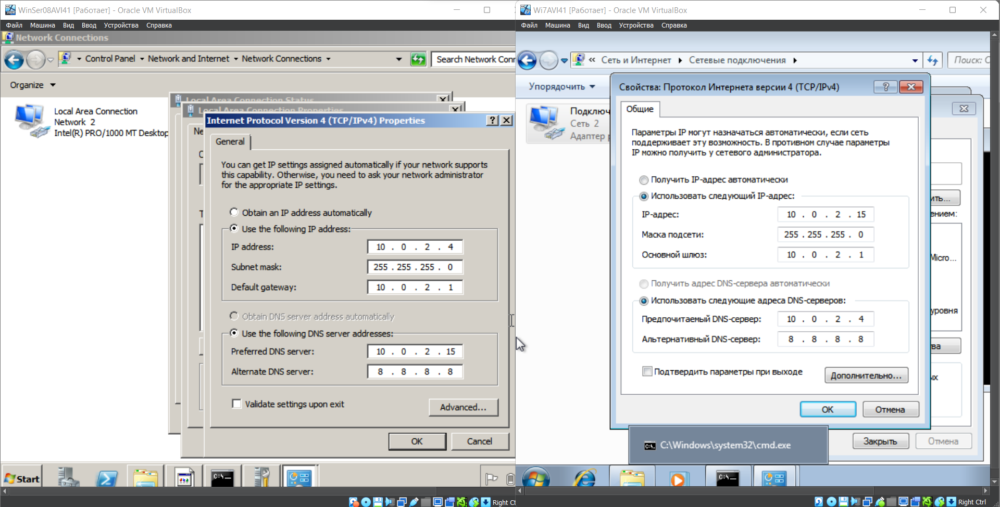 WinSer08AVI41 [Работает] - Oracle VM VirtualBox
Файл Машина Вид Ввод Устройства Справка
Network Connections
Control Panel Network and Internet Network Connections
Search Network Conn
Organize
Local Area Connection
Network 2
Intel(R) PRO/1000 MT Desktop
Local Area Connection Status
Local Area Connection Properties
Ne
Internet Protocol Version 4 (TCP/IPv4) Properties
General
You can get IP settings assigned automatically if your network supports
this capability. Otherwise, you need to ask your network administrator
for the appropriate IP settings.
Obtain an IP address automatically
Use the following IP address:
IP address: 10 . 0 . 2 . 4
Subnet mask: 255 . 255 . 255 . 0
Default gateway: 10 . 0 . 2 . 1
Obtain DNS server address automatically
Use the following DNS server addresses:
Preferred DNS server: 10 . 0 . 2 . 15
Alternate DNS server: 8 . 8 . 8 . 8
Validate settings upon exit
Advanced...
OK Cancel
Start
Right Ct
Wi7AVI41 [Работает] - Oracle VM VirtualBox
Файл Машина Вид Ввод Устройства Справка
« Сеть и Интернет Сетевые подключения
Поиск: С
Упорядочить
Подключ
Сеть 2
Адаптер р
Свойства: Протокол Интернета версии 4 (TCP/IPv4)
Общие
Параметры IP могут назначаться автоматически, если сеть
поддерживает эту возможность. В противном случае параметры
IP можно получить у сетевого администратора.
Получить IP-адрес автоматически
Использовать следующий IP-адрес:
IP-адрес: 10 . 0 . 2 . 15
Маска подсети: 255 . 255 . 255 . 0
Основной шлюз: 10 . 0 . 2 . 1
Получить адрес DNS-сервера автоматически
Использовать следующие адреса DNS-серверов:
Предпочитаемый DNS-сервер: 10 . 0 . 2 . 4
Альтернативный DNS-сервер: 8 . 8 . 8 . 8
Подтвердить параметры при выходе
Дополнительно...
ОК Отмена
ить...
ением:
Micro...
уровня
ва
ых
Закрыть Отмена
C:\Windows\system32\cmd.exe
Right Ctrl